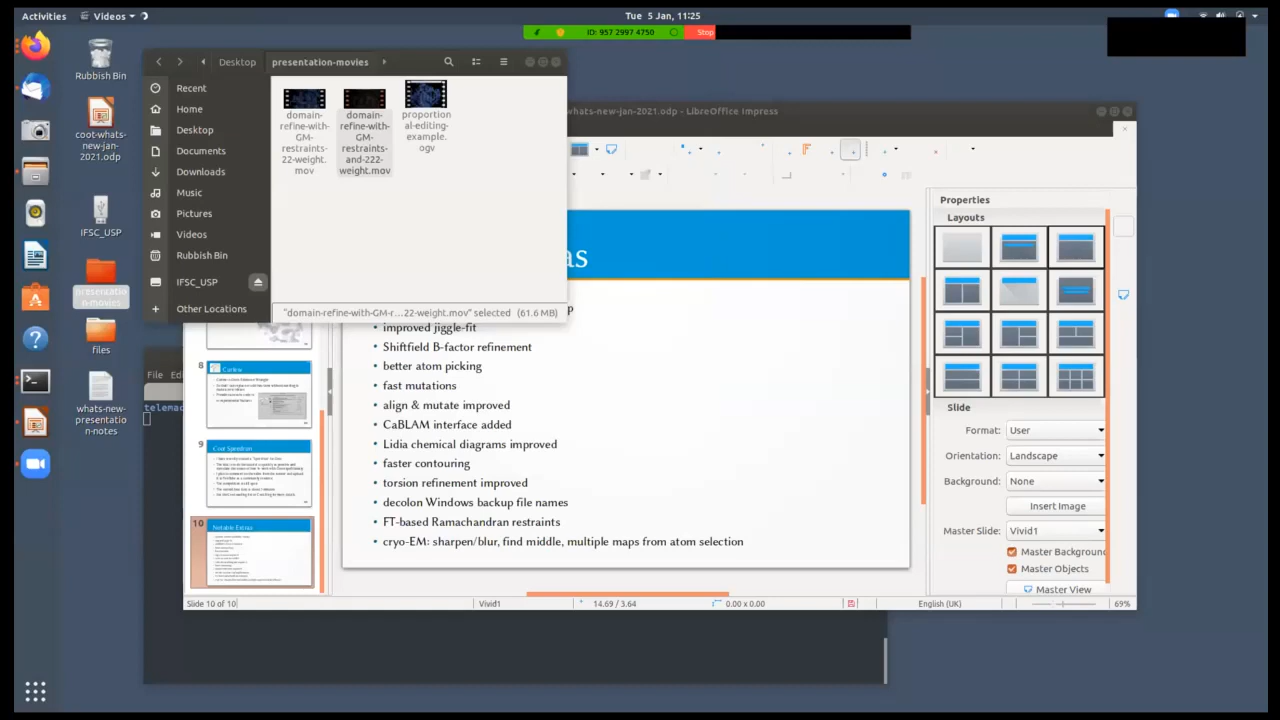 Activities
Videos
Tue 5 Jan, 11:25
ID: 957 2997 4750
Stop
Rubbish Bin
coot-whats-
new-jan-
2021.odp
IFSC_USP
presentation
n-movies
files
whats-new-
presentatio
n-notes
Desktop
presentation-movies
Recent
Home
Desktop
Documents
Downloads
Music
Pictures
Videos
Rubbish Bin
IFSC_USP
Other Locations
domain-
refine-with-
GM-
restraints-
22-weight.
mov
domain-
refine-with-
GM-
restraints-
and-222-
weight.mov
proportion
al-editing-
example.
ogv
"domain-refine-with-GM-r…22-weight.mov" selected (61.6 MB)
whats-new-jan-2021.odp - LibreOffice Impress
File
Edi
telemac
8
Curlew
9
Coot Speedrun
10
Notable Extras
as
p
• improved jiggle-fit
• Shiftfield B-factor refinement
• better atom picking
• fast mutations
• align & mutate improved
• CaBLAM interface added
• Lidia chemical diagrams improved
• faster contouring
• torsion refinement improved
• decolon Windows backup file names
• FT-based Ramachandran restraints
• cryo-EM: sharpen/blur, find middle, multiple maps from atom selection
Properties
Layouts
Slide
Format: User
Orientation: Landscape
Background: None
Insert Image
Master Slide: Vivid1
Master Background
Master Objects
Master View
Slide 10 of 10
Vivid1
14.69 / 3.64
0.00 x 0.00
English (UK)
69%